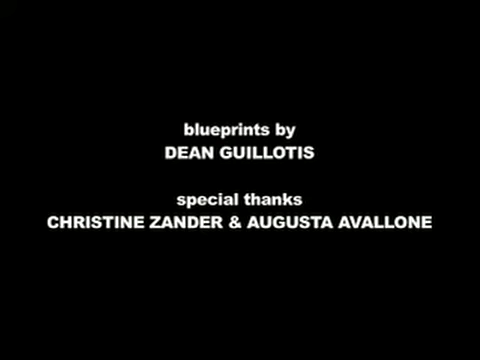 blueprints by
DEAN GUILLOTIS
special thanks
CHRISTINE ZANDER & AUGUSTA AVALLONE